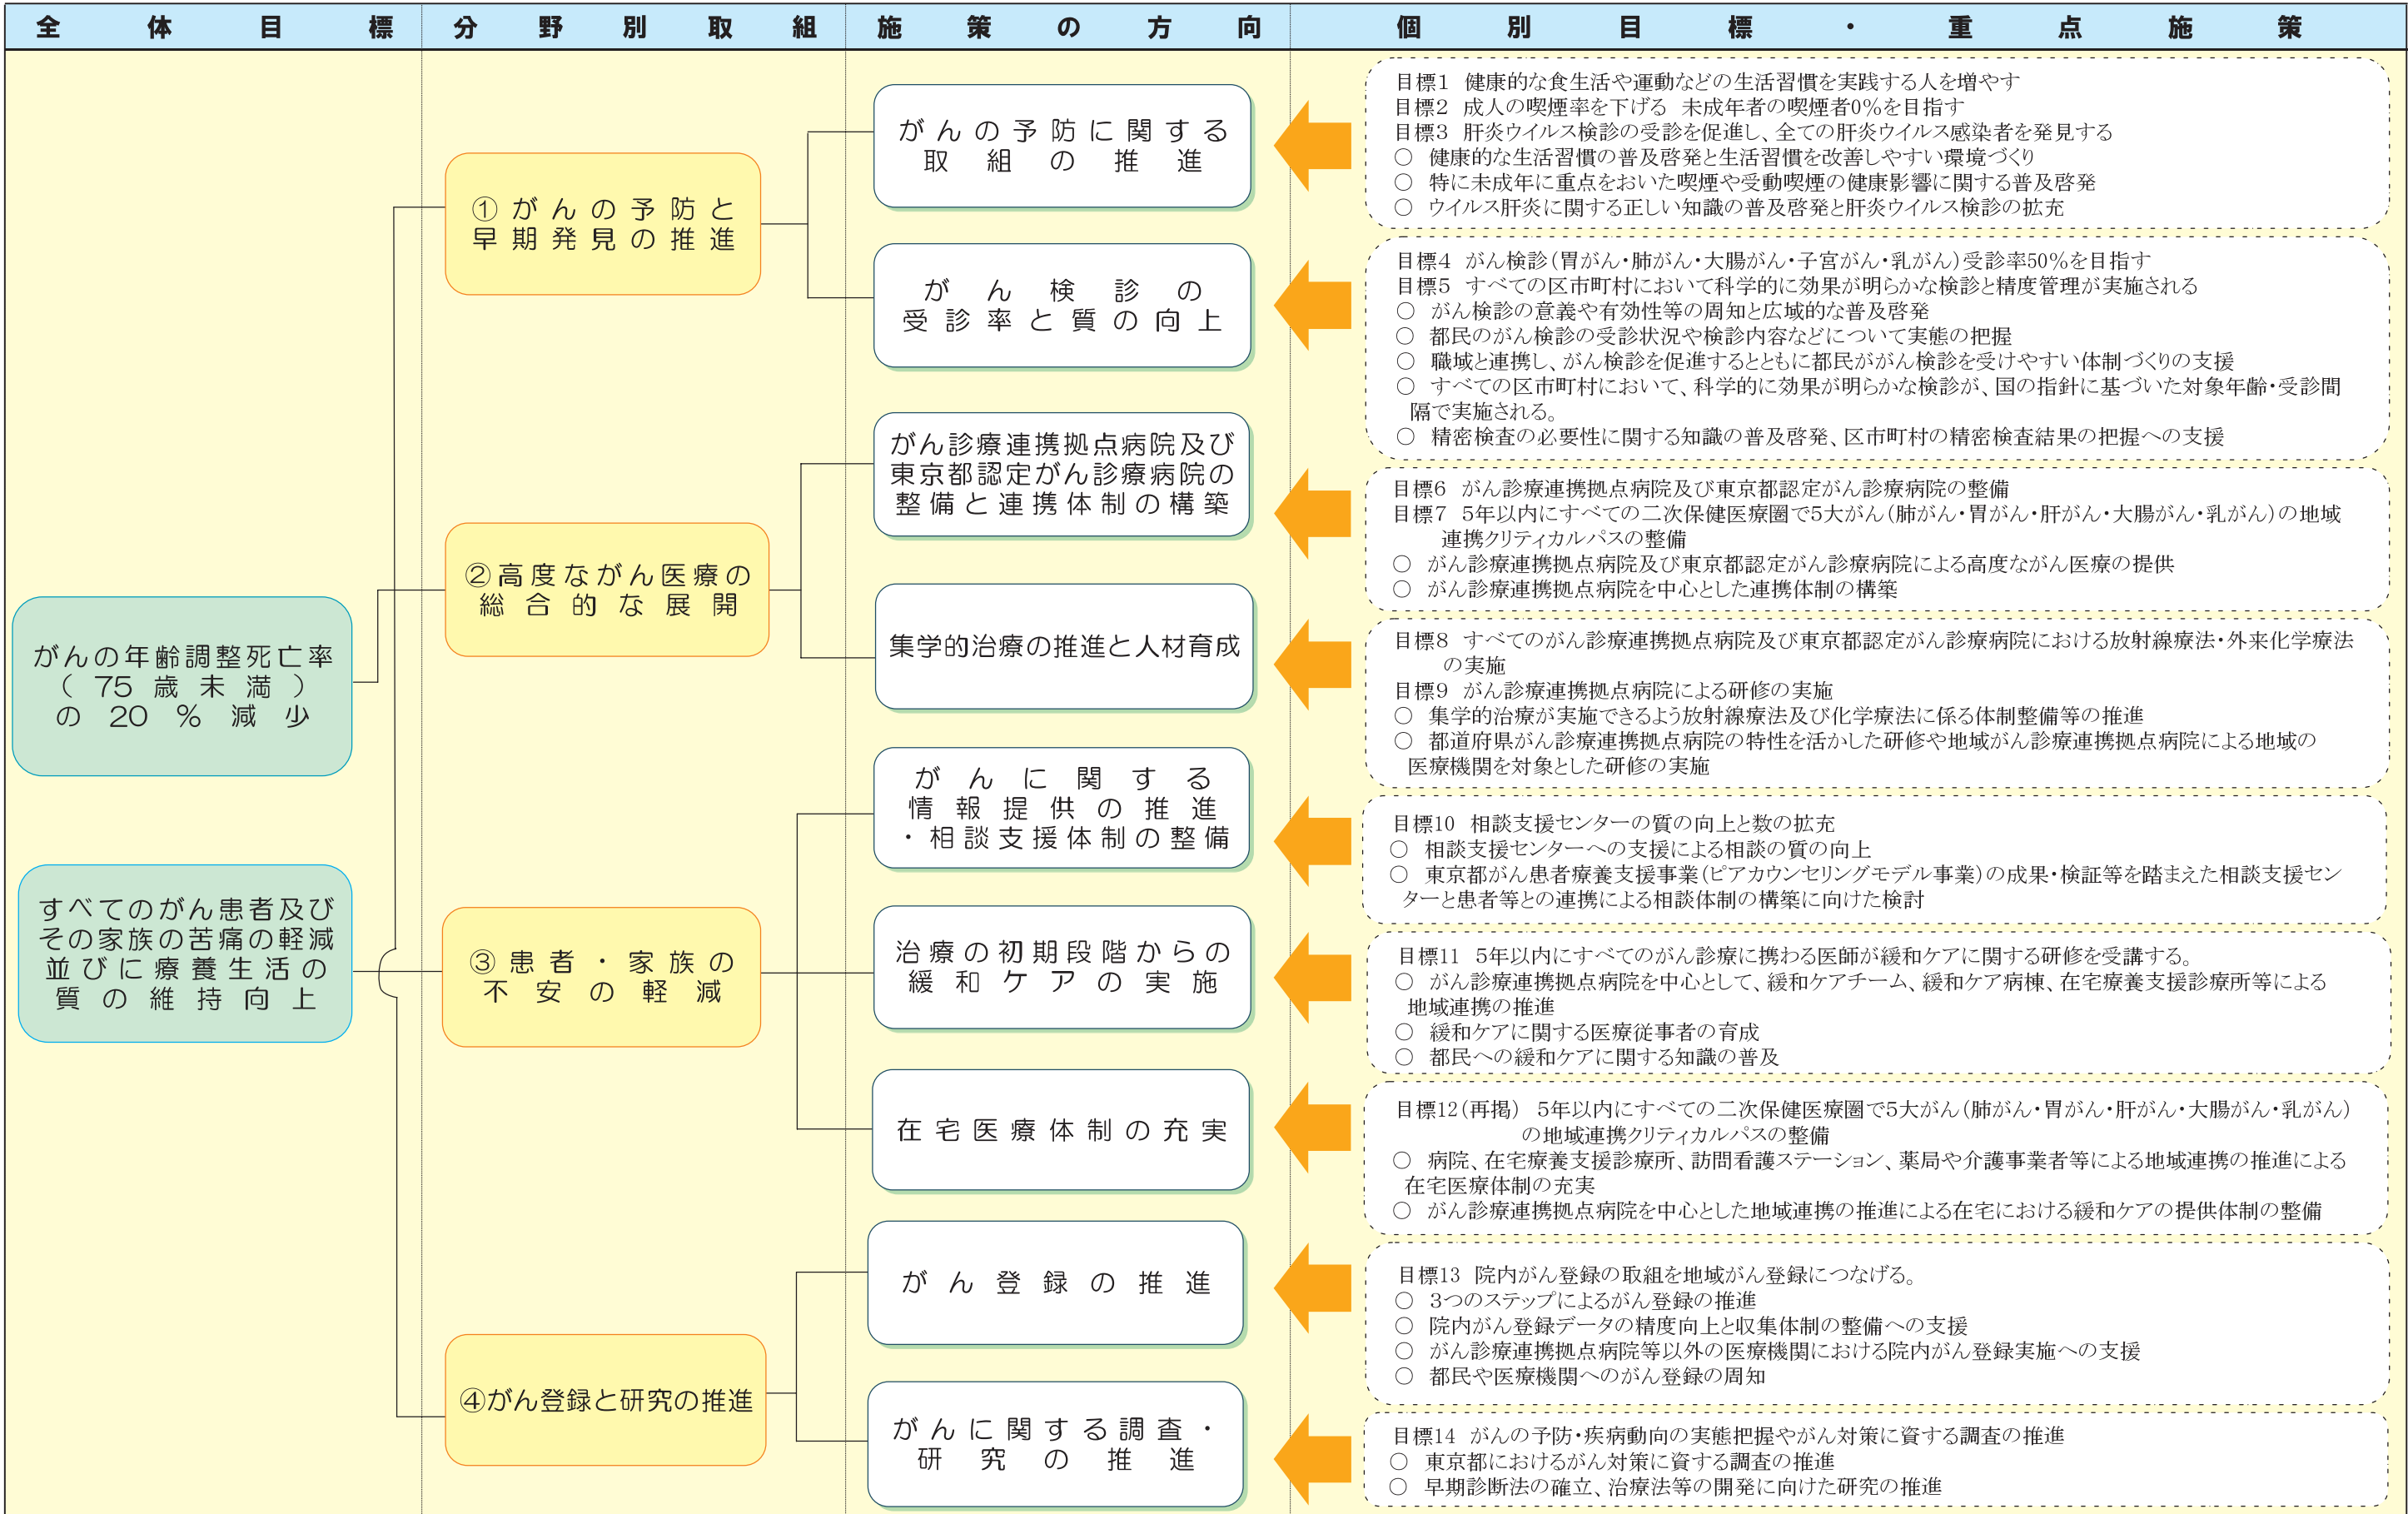 全体目標
分野別取組
施策の方向
個別目標・重点施策
がんの年齢調整死亡率
（75歳未満）
の20％減少
すべてのがん患者及び
その家族の苦痛の軽減
並びに療養生活の
質の維持向上
①がんの予防と
早期発見の推進
②高度ながん医療の
総合的な展開
③患者・家族の
不安の軽減
④がん登録と研究の推進
がんの予防に関する
取組の推進
がん検診の
受診率と質の向上
がん診療連携拠点病院及び
東京都認定がん診療病院の
整備と連携体制の構築
集学的治療の推進と人材育成
がんに関する
情報提供の推進
・相談支援体制の整備
治療の初期段階からの
緩和ケアの実施
在宅医療体制の充実
がん登録の推進
がんに関する調査・
研究の推進
目標1 健康的な食生活や運動などの生活習慣を実践する人を増やす
目標2 成人の喫煙率を下げる 未成年者の喫煙者0％を目指す
目標3 肝炎ウイルス検診の受診を促進し、全ての肝炎ウイルス感染者を発見する
○ 健康的な生活習慣の普及啓発と生活習慣を改善しやすい環境づくり
○ 特に未成年に重点をおいた喫煙や受動喫煙の健康影響に関する普及啓発
○ ウイルス肝炎に関する正しい知識の普及啓発と肝炎ウイルス検診の拡充
目標4 がん検診（胃がん・肺がん・大腸がん・子宮がん・乳がん）受診率50％を目指す
目標5 すべての区市町村において科学的に効果が明らかな検診と精度管理が実施される
○ がん検診の意義や有効性等の周知と広域的な普及啓発
○ 都民のがん検診の受診状況や検診内容などについて実態の把握
○ 職域と連携し、がん検診を促進するとともに都民ががん検診を受けやすい体制づくりの支援
○ すべての区市町村において、科学的に効果が明らかな検診が、国の指針に基づいた対象年齢・受診間
隔で実施される。
○ 精密検査の必要性に関する知識の普及啓発、区市町村の精密検査結果の把握への支援
目標6 がん診療連携拠点病院及び東京都認定がん診療病院の整備
目標7 5年以内にすべての二次保健医療圏で5大がん（肺がん・胃がん・肝がん・大腸がん・乳がん）の地域
連携クリティカルパスの整備
○ がん診療連携拠点病院及び東京都認定がん診療病院による高度ながん医療の提供
○ がん診療連携拠点病院を中心とした連携体制の構築
目標8 すべてのがん診療連携拠点病院及び東京都認定がん診療病院における放射線療法・外来化学療法
の実施
目標9 がん診療連携拠点病院による研修の実施
○ 集学的治療が実施できるよう放射線療法及び化学療法に係る体制整備等の推進
○ 都道府県がん診療連携拠点病院の特性を活かした研修や地域がん診療連携拠点病院による地域の
医療機関を対象とした研修の実施
目標10 相談支援センターの質の向上と数の拡充
○ 相談支援センターへの支援による相談の質の向上
○ 東京都がん患者療養支援事業（ピアカウンセリングモデル事業）の成果・検証等を踏まえた相談支援セン
ターと患者等との連携による相談体制の構築に向けた検討
目標11 5年以内にすべてのがん診療に携わる医師が緩和ケアに関する研修を受講する。
○ がん診療連携拠点病院を中心として、緩和ケアチーム、緩和ケア病棟、在宅療養支援診療所等による
地域連携の推進
○ 緩和ケアに関する医療従事者の育成
○ 都民への緩和ケアに関する知識の普及
目標12（再掲） 5年以内にすべての二次保健医療圏で5大がん（肺がん・胃がん・肝がん・大腸がん・乳がん）
の地域連携クリティカルパスの整備
○ 病院、在宅療養支援診療所、訪問看護ステーション、薬局や介護事業者等による地域連携の推進による
在宅医療体制の充実
○ がん診療連携拠点病院を中心とした地域連携の推進による在宅における緩和ケアの提供体制の整備
目標13 院内がん登録の取組を地域がん登録につなげる。
○ 3つのステップによるがん登録の推進
○ 院内がん登録データの精度向上と収集体制の整備への支援
○ がん診療連携拠点病院等以外の医療機関における院内がん登録実施への支援
○ 都民や医療機関へのがん登録の周知
目標14 がんの予防・疾病動向の実態把握やがん対策に資する調査の推進
○ 東京都におけるがん対策に資する調査の推進
○ 早期診断法の確立、治療法等の開発に向けた研究の推進